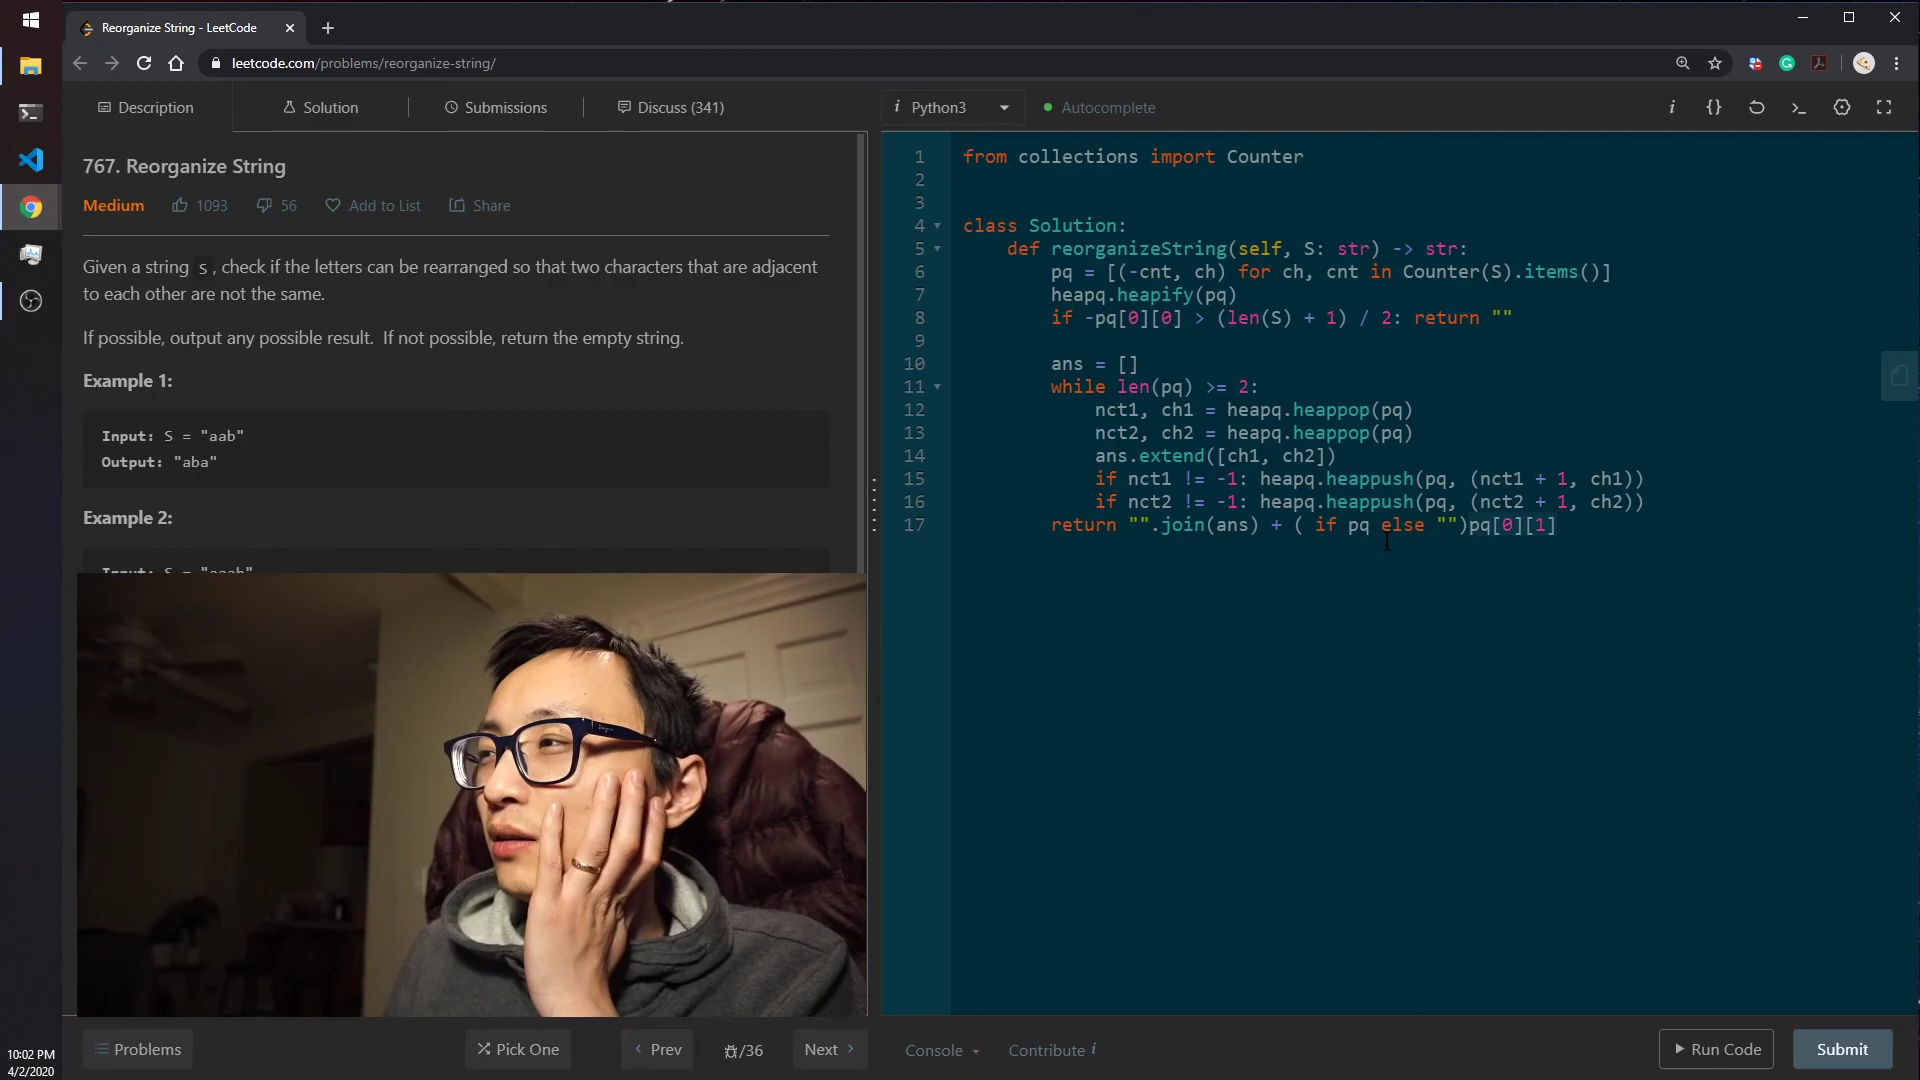 Reorganize String - LeetCode
leetcode.com/problems/reorganize-string/
Description
Solution
Submissions
Discuss (341)
Python3
Autocomplete
767. Reorganize String
Medium
1093
56
Add to List
Share
Given a string S, check if the letters can be rearranged so that two characters that are adjacent
to each other are not the same.
If possible, output any possible result. If not possible, return the empty string.
Example 1:
Input: S = "aab"
Output: "aba"
Example 2:
Input: S = "aaab"
1 from collections import Counter
2
3
4 class Solution:
5 def reorganizeString(self, S: str) -> str:
6 pq = [(-cnt, ch) for ch, cnt in Counter(S).items()]
7 heapq.heapify(pq)
8 if -pq[0][0] > (len(S) + 1) / 2: return ""
9
10 ans = []
11 while len(pq) >= 2:
12 nct1, ch1 = heapq.heappop(pq)
13 nct2, ch2 = heapq.heappop(pq)
14 ans.extend([ch1, ch2])
15 if nct1 != -1: heapq.heappush(pq, (nct1 + 1, ch1))
16 if nct2 != -1: heapq.heappush(pq, (nct2 + 1, ch2))
17 return "".join(ans) + ( if pq else "")pq[0][1]
Problems
Pick One
Prev
/36
Next
Console
Contribute i
Run Code
Submit
10:02 PM
4/2/2020